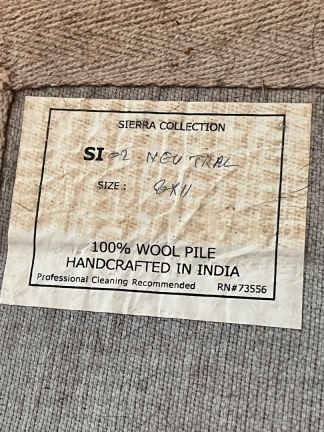 SIERRA COLLECTION
SI =2 NEUTRAL
SIZE : 8X11
100% WOOL PILE
HANDCRAFTED IN INDIA
Professional Cleaning Recommended RN#73556